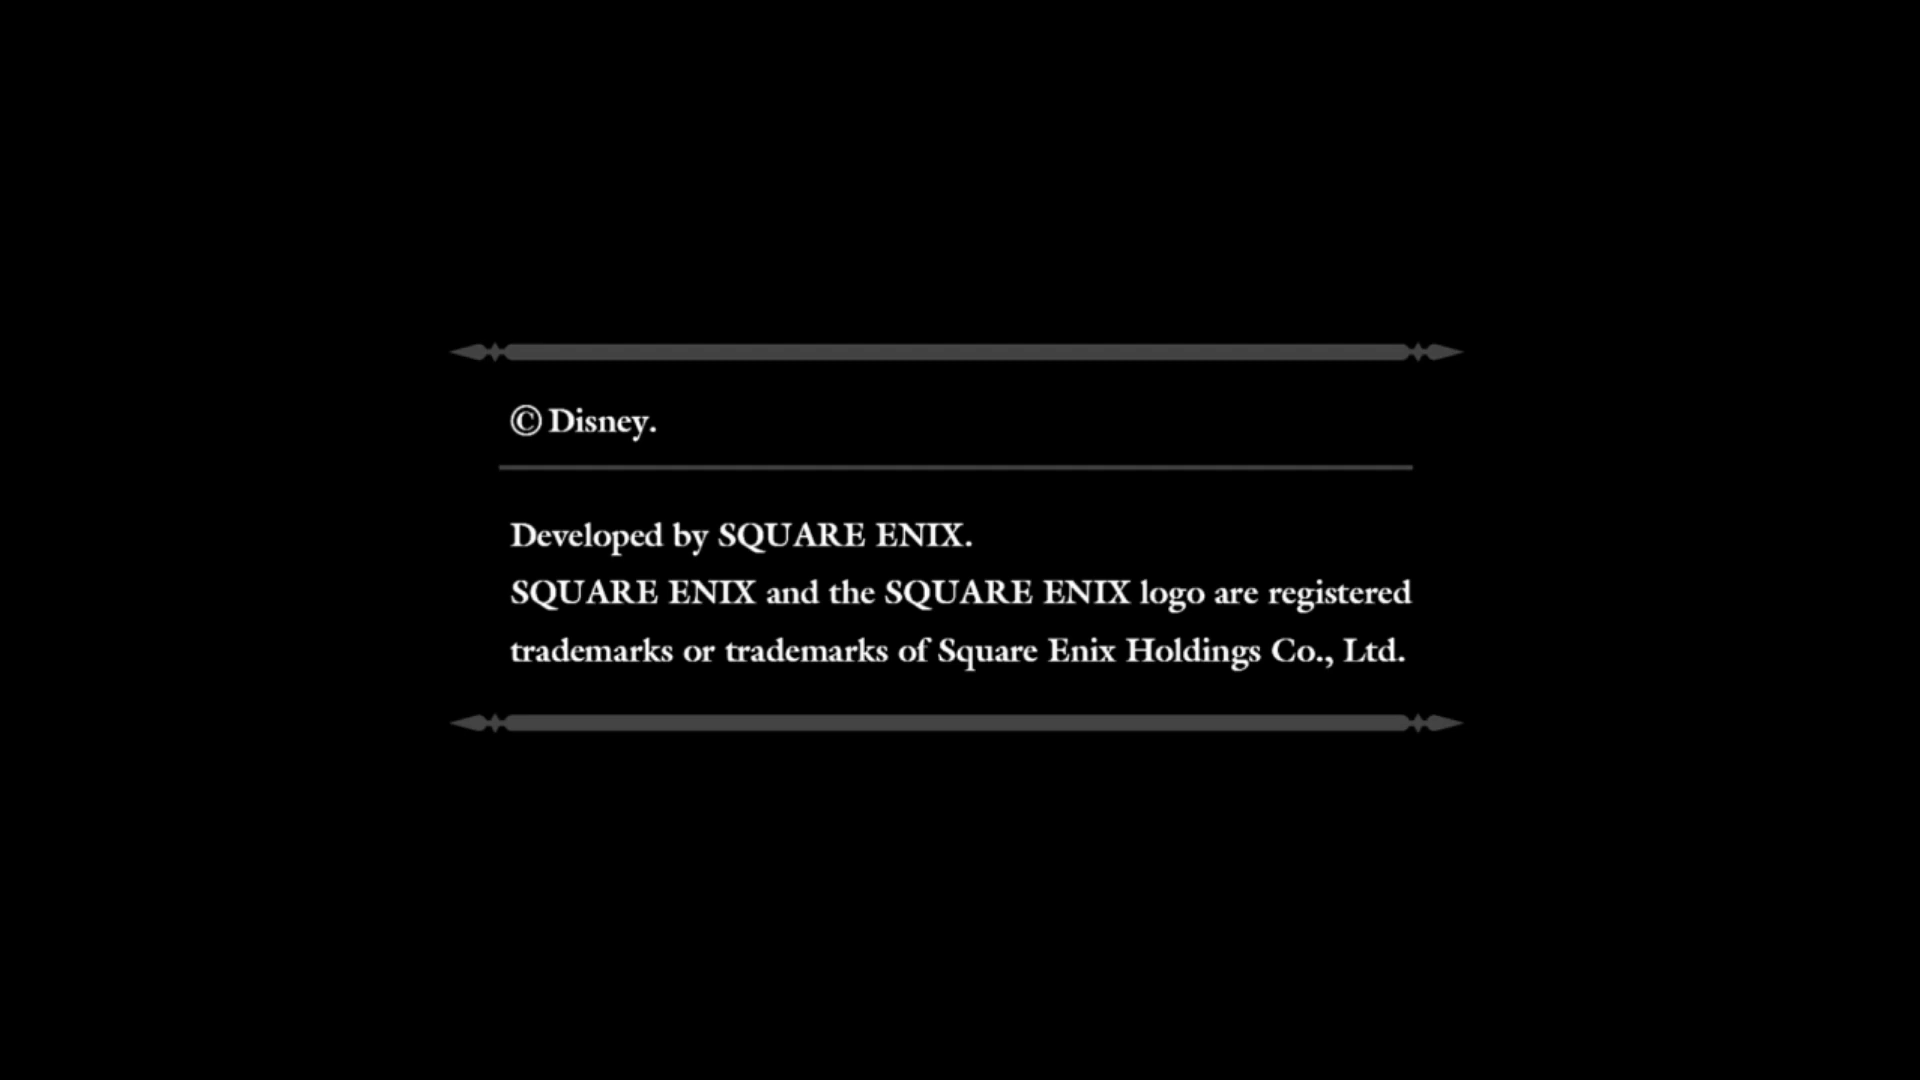 © Disney.
Developed by SQUARE ENIX.
SQUARE ENIX and the SQUARE ENIX logo are registered
trademarks or trademarks of Square Enix Holdings Co., Ltd.